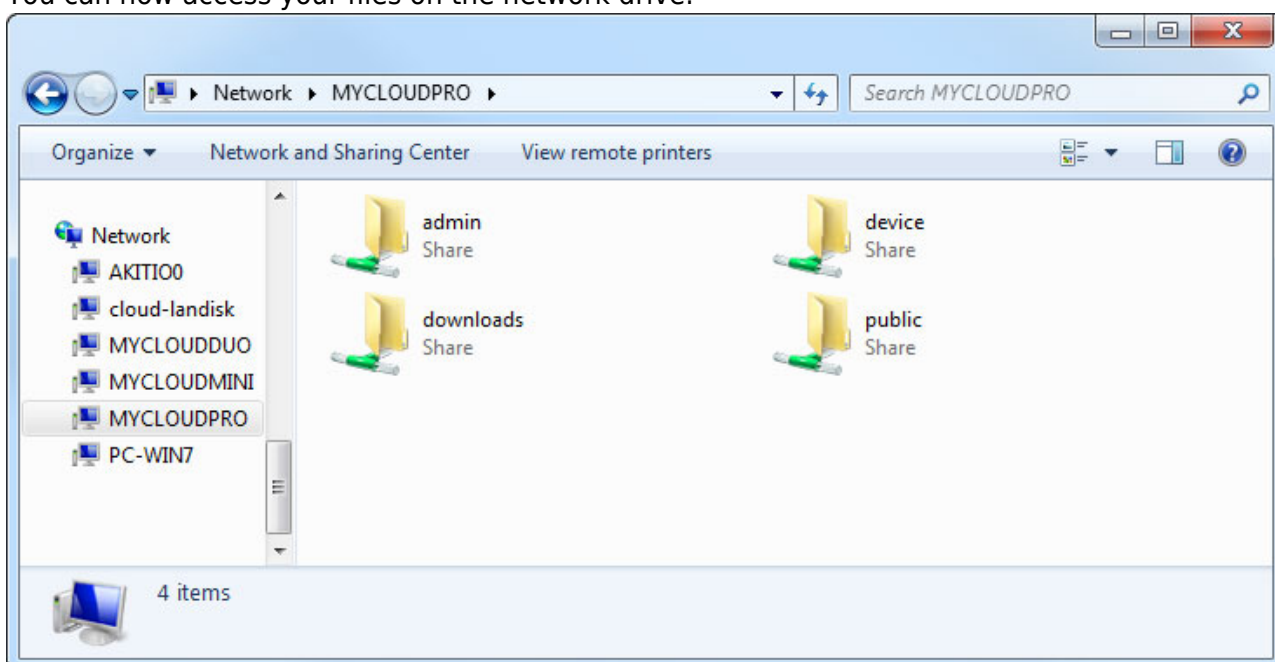 You can now access your files on the network drive.
Network ▸ MYCLOUDPRO ▸ Search MYCLOUDPRO
Organize Network and Sharing Center View remote printers
Network
AKITIO0
cloud-landisk
MYCLOUDDUO
MYCLOUDMINI
MYCLOUDPRO
PC-WIN7
admin
Share
device
Share
downloads
Share
public
Share
4 items